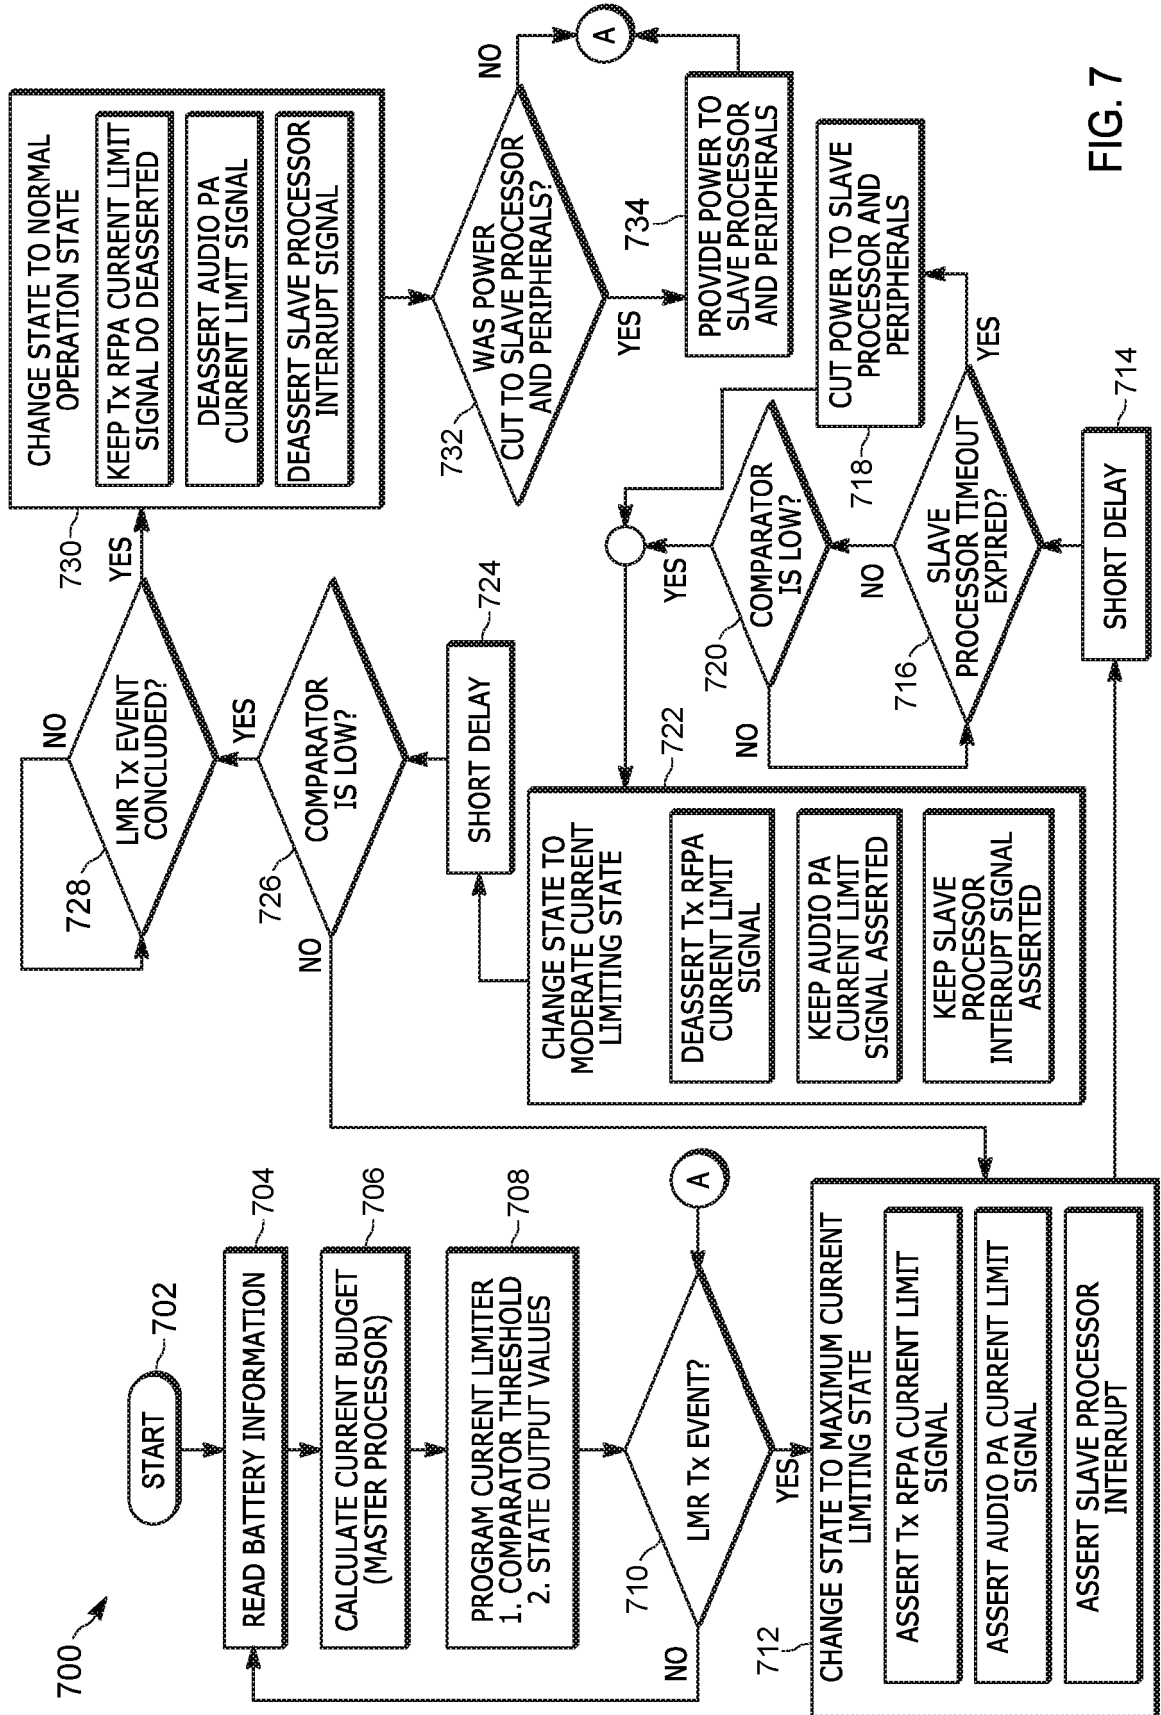 700
START
702
READ BATTERY INFORMATION
704
CALCULATE CURRENT BUDGET
(MASTER PROCESSOR)
706
PROGRAM CURRENT LIMITER
1. COMPARATOR THRESHOLD
2. STATE OUTPUT VALUES
708
LMR Tx EVENT?
710
NO
YES
A
CHANGE STATE TO MAXIMUM CURRENT
LIMITING STATE
712
ASSERT Tx RFPA CURRENT LIMIT
SIGNAL
ASSERT AUDIO PA CURRENT LIMIT
SIGNAL
ASSERT SLAVE PROCESSOR
INTERRUPT
SHORT DELAY
714
SLAVE
PROCESSOR TIMEOUT
EXPIRED?
716
NO
YES
CUT POWER TO SLAVE
PROCESSOR AND
PERIPHERALS
718
COMPARATOR
IS LOW?
720
NO
YES
CHANGE STATE TO
MODERATE CURRENT
LIMITING STATE
722
DEASSERT Tx RFPA
CURRENT LIMIT
SIGNAL
KEEP AUDIO PA
CURRENT LIMIT
SIGNAL ASSERTED
KEEP SLAVE
PROCESSOR
INTERRUPT SIGNAL
ASSERTED
SHORT DELAY
724
COMPARATOR
IS LOW?
726
NO
YES
LMR Tx EVENT
CONCLUDED?
728
NO
YES
CHANGE STATE TO NORMAL
OPERATION STATE
730
KEEP Tx RFPA CURRENT LIMIT
SIGNAL DO DEASSERTED
DEASSERT AUDIO PA
CURRENT LIMIT SIGNAL
DEASSERT SLAVE PROCESSOR
INTERRUPT SIGNAL
WAS POWER
CUT TO SLAVE PROCESSOR
AND PERIPHERALS?
732
NO
YES
A
PROVIDE POWER TO
SLAVE PROCESSOR
AND PERIPHERALS
734
FIG. 7